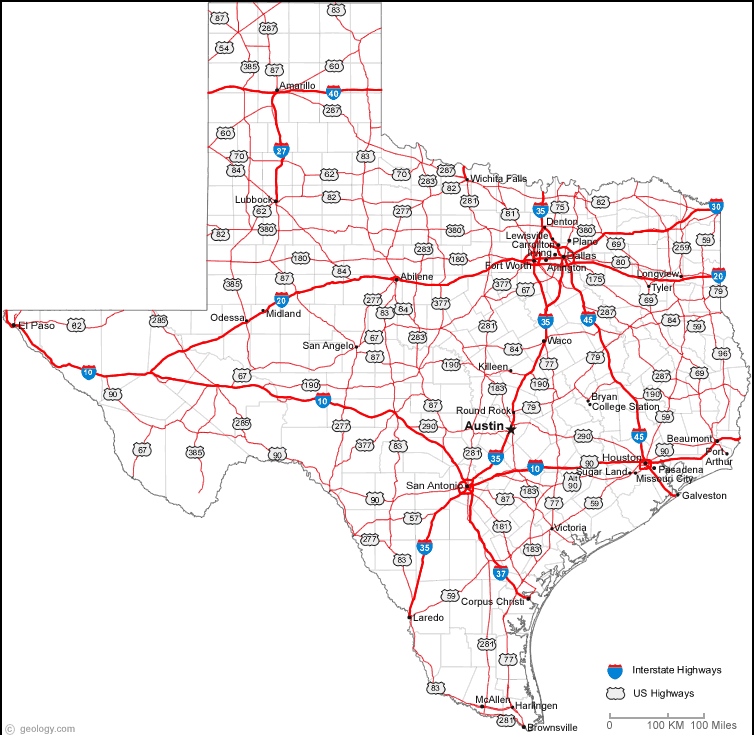 87
83
287
54
385
87
60
Amarillo
40
287
60
27
70
83
84
62
70
283
287
82
Wichita Falls
Lubbock
62
82
277
281
81
35
75
82
30
82
380
380
Denton
Lewisville
380
Carrollton
Plano
69
259
59
283
180
Irving
Dallas
80
180
Fort Worth
Arlington
Longview
20
385
87
84
Abilene
377
67
175
Tyler
79
20
277
83
84
377
69
El Paso
62
285
Odessa
Midland
67
283
281
35
45
287
84
59
San Angelo
87
84
Waco
79
96
10
67
190
190
Killeen
77
287
69
90
10
183
190
Bryan
190
College Station
87
Round Rock
79
59
285
277
290
Austin
290
45
Beaumont
67
385
90
377
83
281
35
10
90
Houston
90
Port
Arthur
Pasadena
San Antonio
Alt
90
Sugar Land
Missouri City
90
87
183
77
59
Galveston
57
181
Victoria
277
35
83
183
37
59
Corpus Christi
Laredo
281
77
83
McAllen
Harlingen
281
Brownsville
Interstate Highways
US Highways
0 100 KM 100 Miles
© geology.com